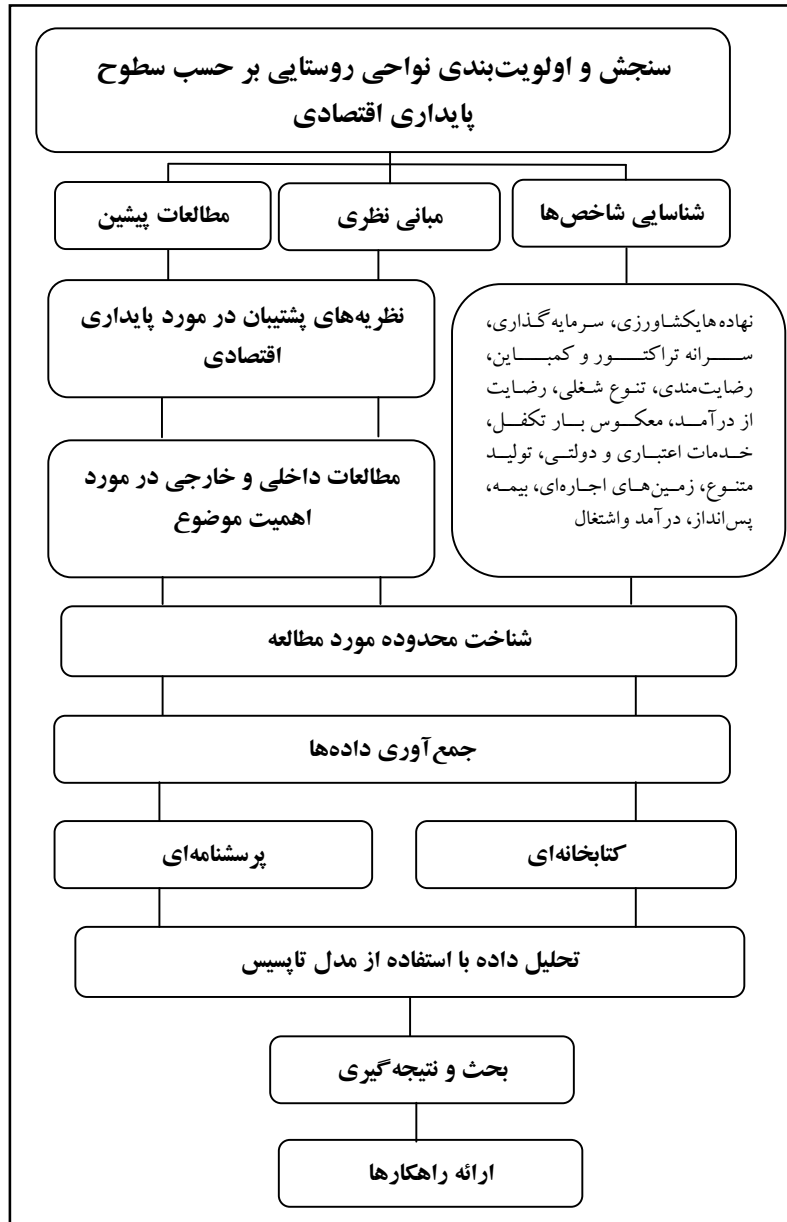 سنجش و اولویت‌بندی نواحی روستایی بر حسب سطوح
پایداری اقتصادی
شناسایی شاخص‌ها
مبانی نظری
مطالعات پیشین
نهاده‌هایکشاورزی، سرمایه‌گذاری،
سرانه تراکتور و کمباین،
رضایت‌مندی، تنوع شغلی، رضایت
از درآمد، معکوس بار تکفل،
خدمات اعتباری و دولتی، تولید
متنوع، زمین‌های اجاره‌ای، بیمه،
پس‌انداز، درآمد واشتغال
نظریه‌های پشتیبان در مورد پایداری
اقتصادی
مطالعات داخلی و خارجی در مورد
اهمیت موضوع
شناخت محدوده مورد مطالعه
جمع‌آوری داده‌ها
کتابخانه‌ای
پرسشنامه‌ای
تحلیل داده با استفاده از مدل تاپسیس
بحث و نتیجه‌گیری
ارائه راهکارها